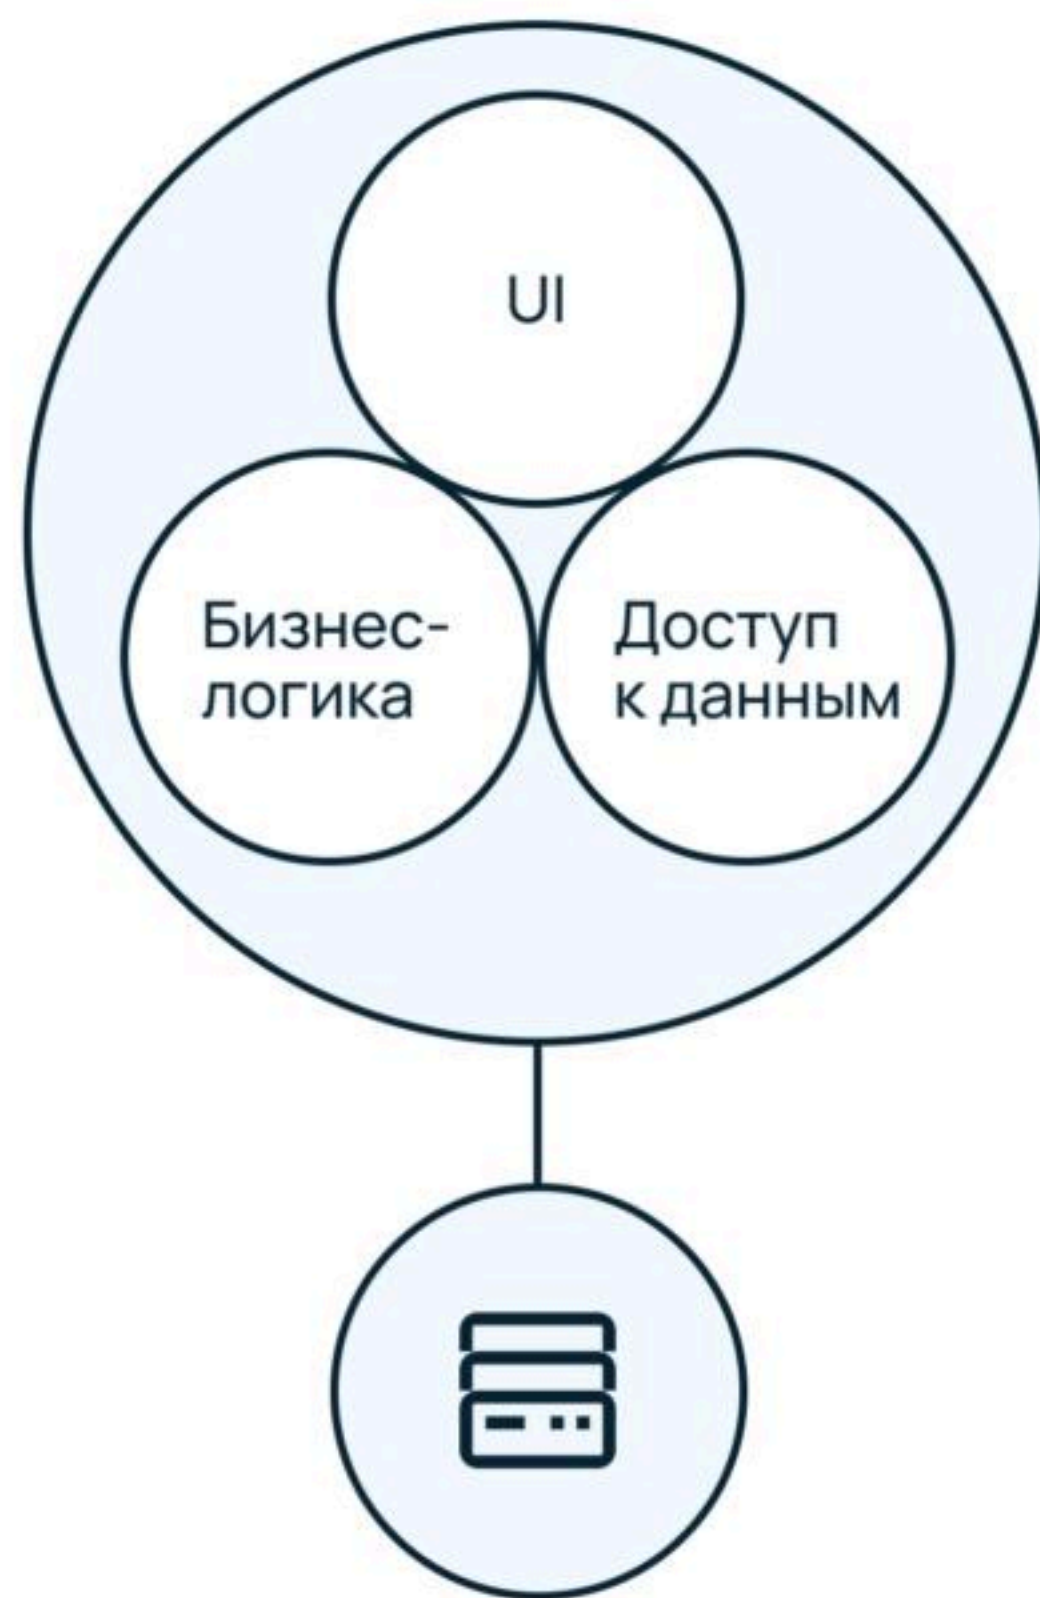 UI
Бизнес-
логика
Доступ
к данным